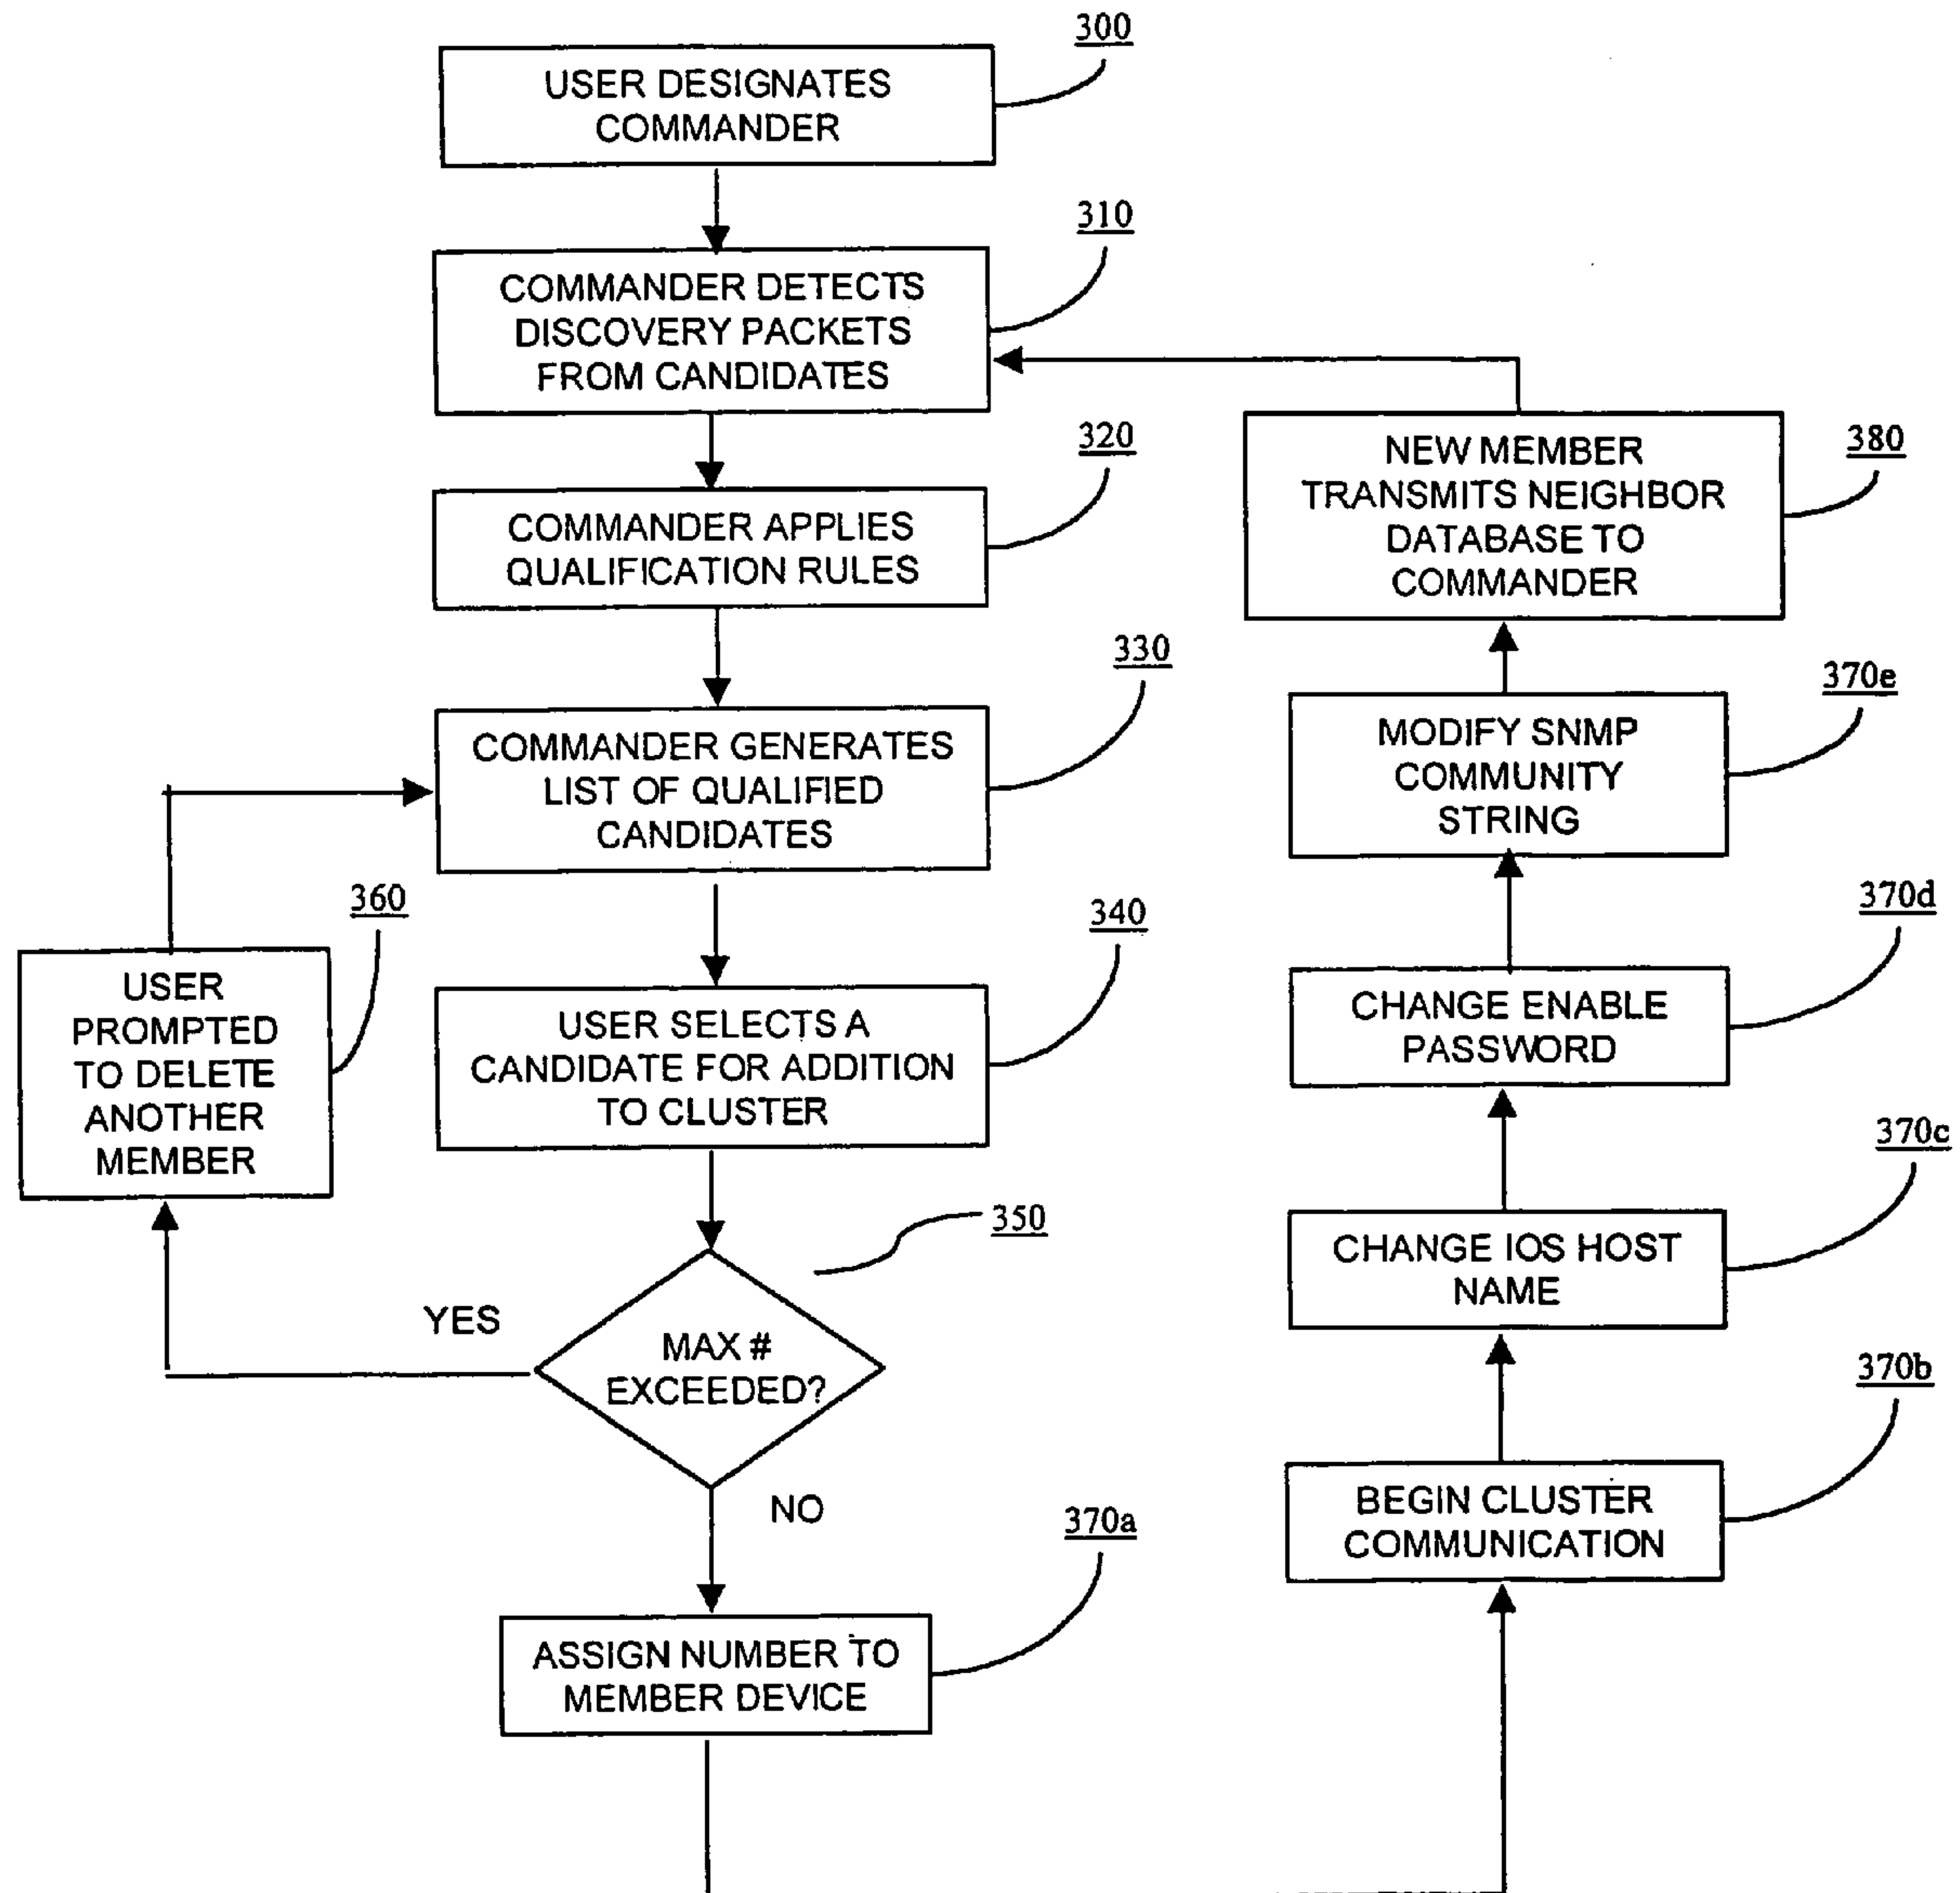 300
USER DESIGNATES
COMMANDER
310
COMMANDER DETECTS
DISCOVERY PACKETS
FROM CANDIDATES
320
COMMANDER APPLIES
QUALIFICATION RULES
330
COMMANDER GENERATES
LIST OF QUALIFIED
CANDIDATES
340
USER SELECTS A
CANDIDATE FOR ADDITION
TO CLUSTER
350
MAX #
EXCEEDED?
YES
NO
360
USER
PROMPTED
TO DELETE
ANOTHER
MEMBER
370a
ASSIGN NUMBER TO
MEMBER DEVICE
370b
BEGIN CLUSTER
COMMUNICATION
370c
CHANGE IOS HOST
NAME
370d
CHANGE ENABLE
PASSWORD
370e
MODIFY SNMP
COMMUNITY
STRING
380
NEW MEMBER
TRANSMITS NEIGHBOR
DATABASE TO
COMMANDER